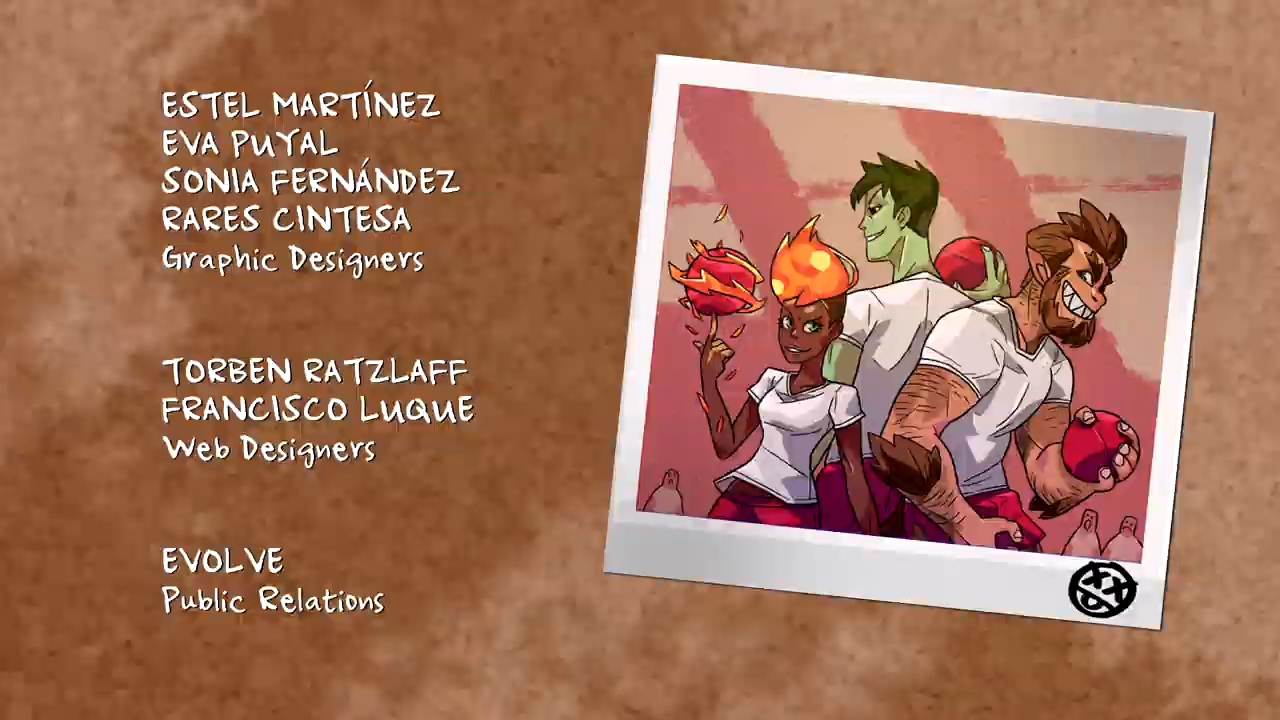 ESTEL MARTÍNEZ
EVA PUYAL
SONIA FERNÁNDEZ
RARES CINTESA
Graphic Designers
TORBEN RATZLAFF
FRANCISCO LUQUE
Web Designers
EVOLVE
Public Relations